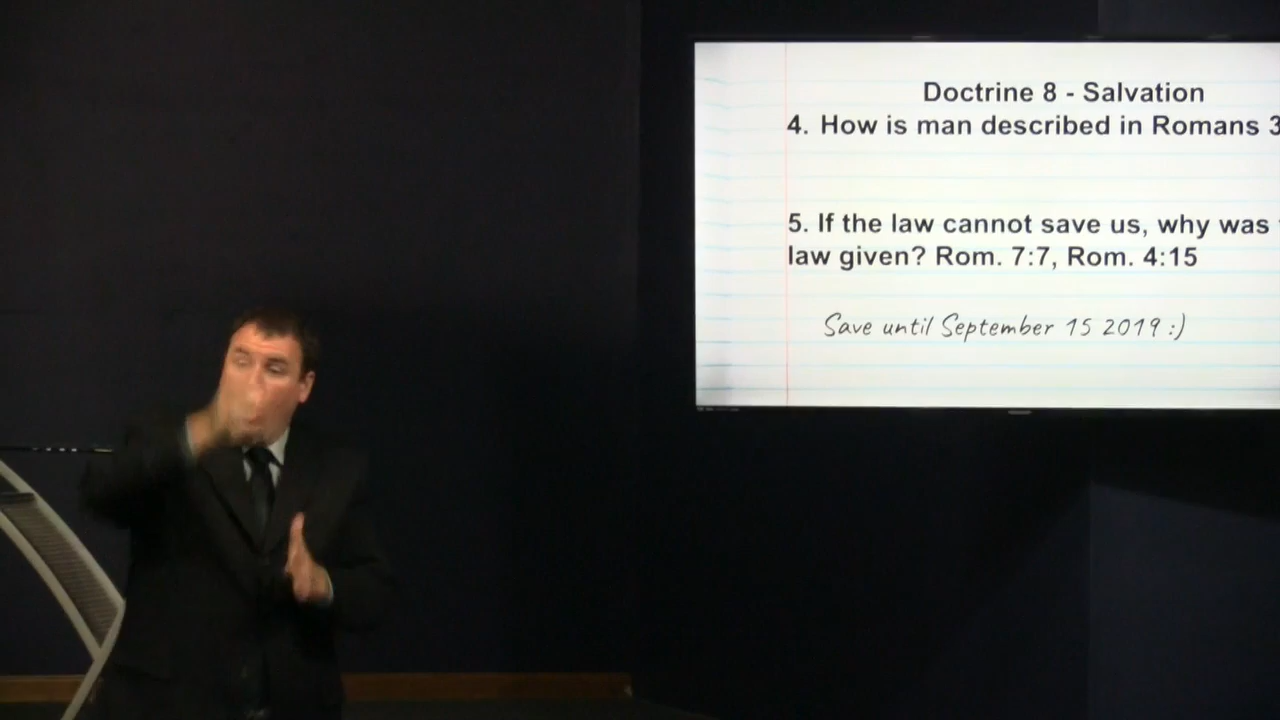 Doctrine 8 - Salvation
4. How is man described in Romans 3
5. If the law cannot save us, why was
law given? Rom. 7:7, Rom. 4:15
Save until September 15 2019 :)